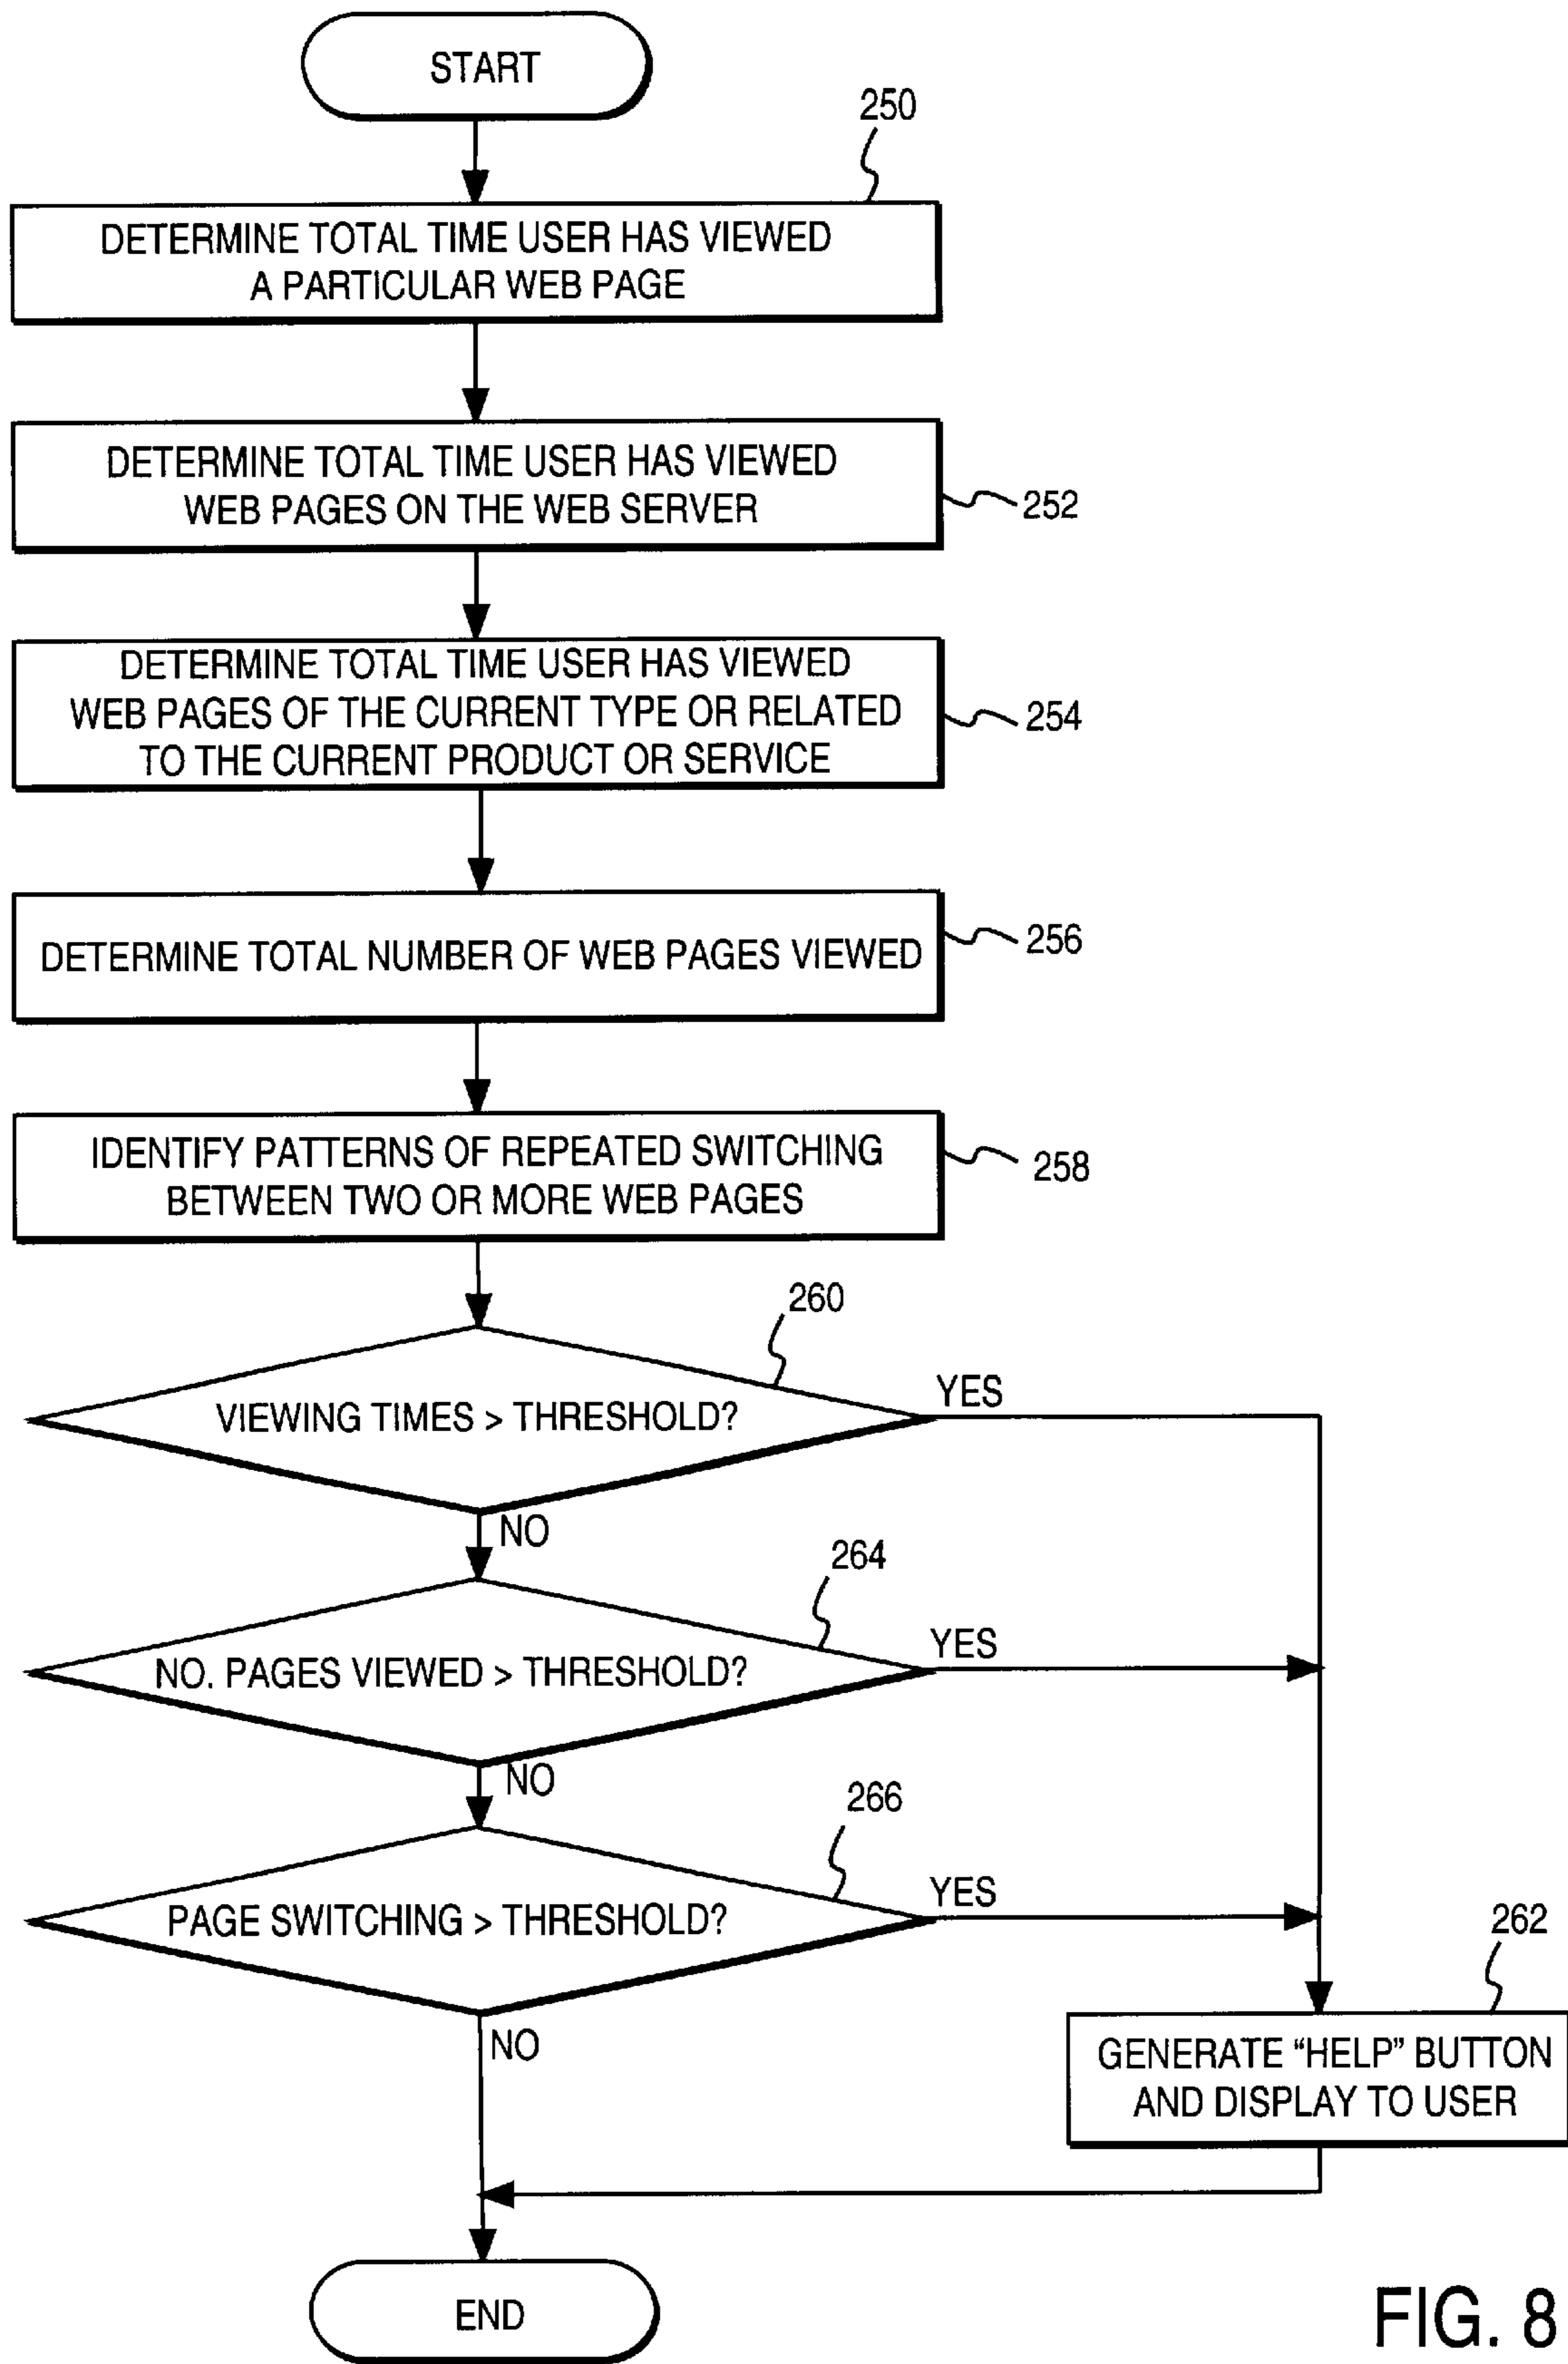 START
250
DETERMINE TOTAL TIME USER HAS VIEWED
A PARTICULAR WEB PAGE
DETERMINE TOTAL TIME USER HAS VIEWED
WEB PAGES ON THE WEB SERVER
252
DETERMINE TOTAL TIME USER HAS VIEWED
WEB PAGES OF THE CURRENT TYPE OR RELATED
TO THE CURRENT PRODUCT OR SERVICE
254
DETERMINE TOTAL NUMBER OF WEB PAGES VIEWED
256
IDENTIFY PATTERNS OF REPEATED SWITCHING
BETWEEN TWO OR MORE WEB PAGES
258
260
VIEWING TIMES > THRESHOLD?
YES
NO
264
NO. PAGES VIEWED > THRESHOLD?
YES
NO
266
PAGE SWITCHING > THRESHOLD?
YES
NO
262
GENERATE “HELP” BUTTON
AND DISPLAY TO USER
END
FIG. 8